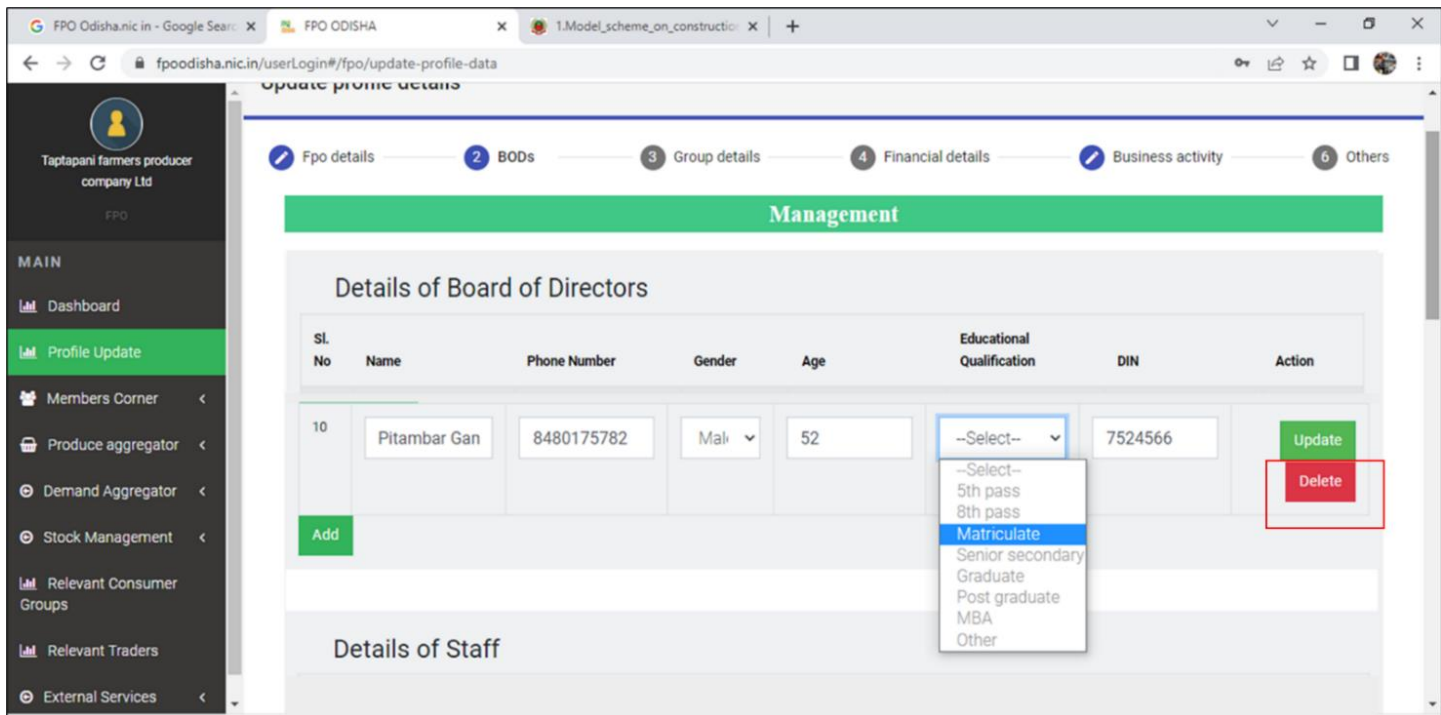 FPO Odisha.nic in - Google Searc
FPO ODISHA
1.Model_scheme_on_construction
fpoodisha.nic.in/userLogin#/fpo/update-profile-data
Update profile details
Taptapani farmers producer
company Ltd
FPO
MAIN
Dashboard
Profile Update
Members Corner
Produce aggregator
Demand Aggregator
Stock Management
Relevant Consumer
Groups
Relevant Traders
External Services
Fpo details
2 BODs
3 Group details
4 Financial details
Business activity
6 Others
Management
Details of Board of Directors
Sl.
No
Name
Phone Number
Gender
Age
Educational
Qualification
DIN
Action
10
Pitambar Gan
8480175782
Mal
52
--Select--
7524566
Update
Delete
--Select--
5th pass
8th pass
Matriculate
Senior secondary
Graduate
Post graduate
MBA
Other
Add
Details of Staff